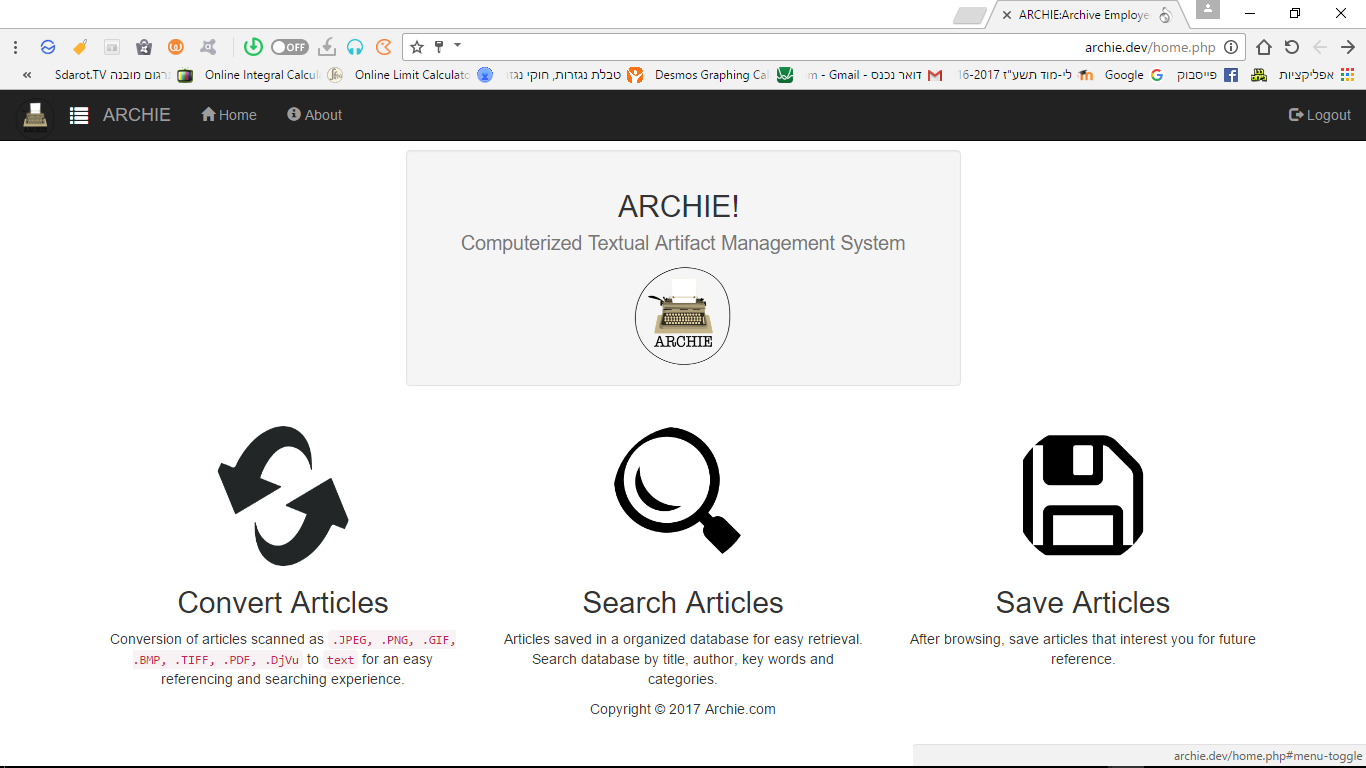 ARCHIE:Archive Employe
OFF
archie.dev/home.php
«
Sdarot.TV תרגום מובנה
Online Integral Calcul
Online Limit Calculato
טבלת נגזרות, חוקי נגז
Desmos Graphing Cal
דואר נכנס - Gmail - m
לי-מוד תשע"ז 16-2017
Google
פייסבוק
אפליקציות
ARCHIE
Home
About
Logout
ARCHIE!
Computerized Textual Artifact Management System
ARCHIE
Convert Articles
Conversion of articles scanned as .JPEG, .PNG, .GIF,
.BMP, .TIFF, .PDF, .DjVu to text for an easy
referencing and searching experience.
Search Articles
Articles saved in a organized database for easy retrieval.
Search database by title, author, key words and
categories.
Save Articles
After browsing, save articles that interest you for future
reference.
Copyright © 2017 Archie.com
archie.dev/home.php#menu-toggle